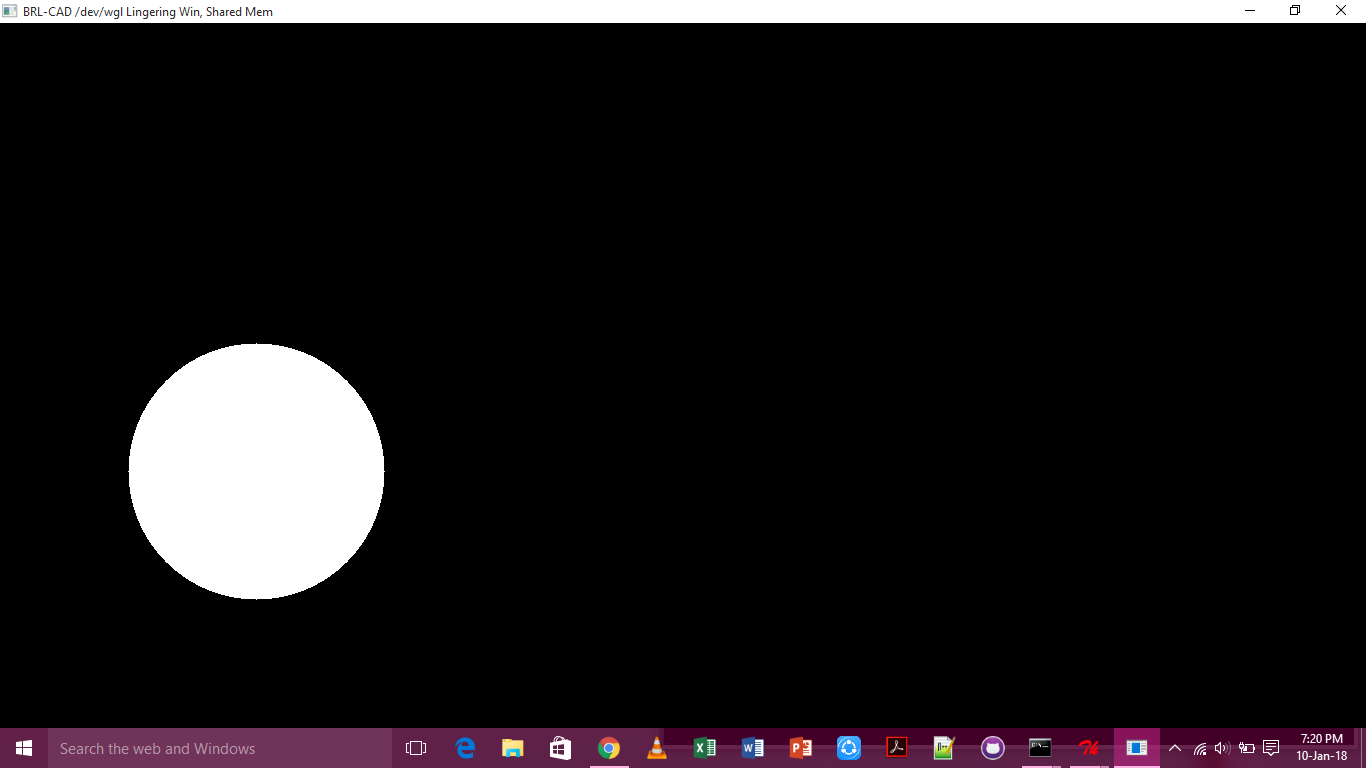 BRL-CAD /dev/wgl Lingering Win, Shared Mem
Search the web and Windows
7:20 PM
10-Jan-18